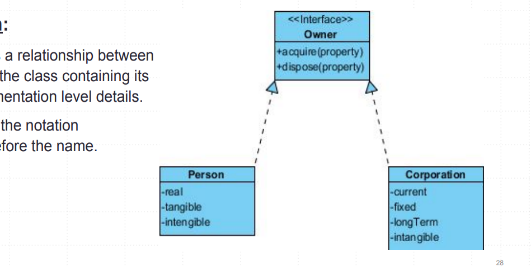 :
a relationship between
the class containing its
mentation level details.
the notation
efore the name.
<<Interface>>
Owner
+acquire(property)
+dispose(property)
Person
-real
-tangible
-intengible
Corporation
-current
-fixed
-longTerm
-intangible
28